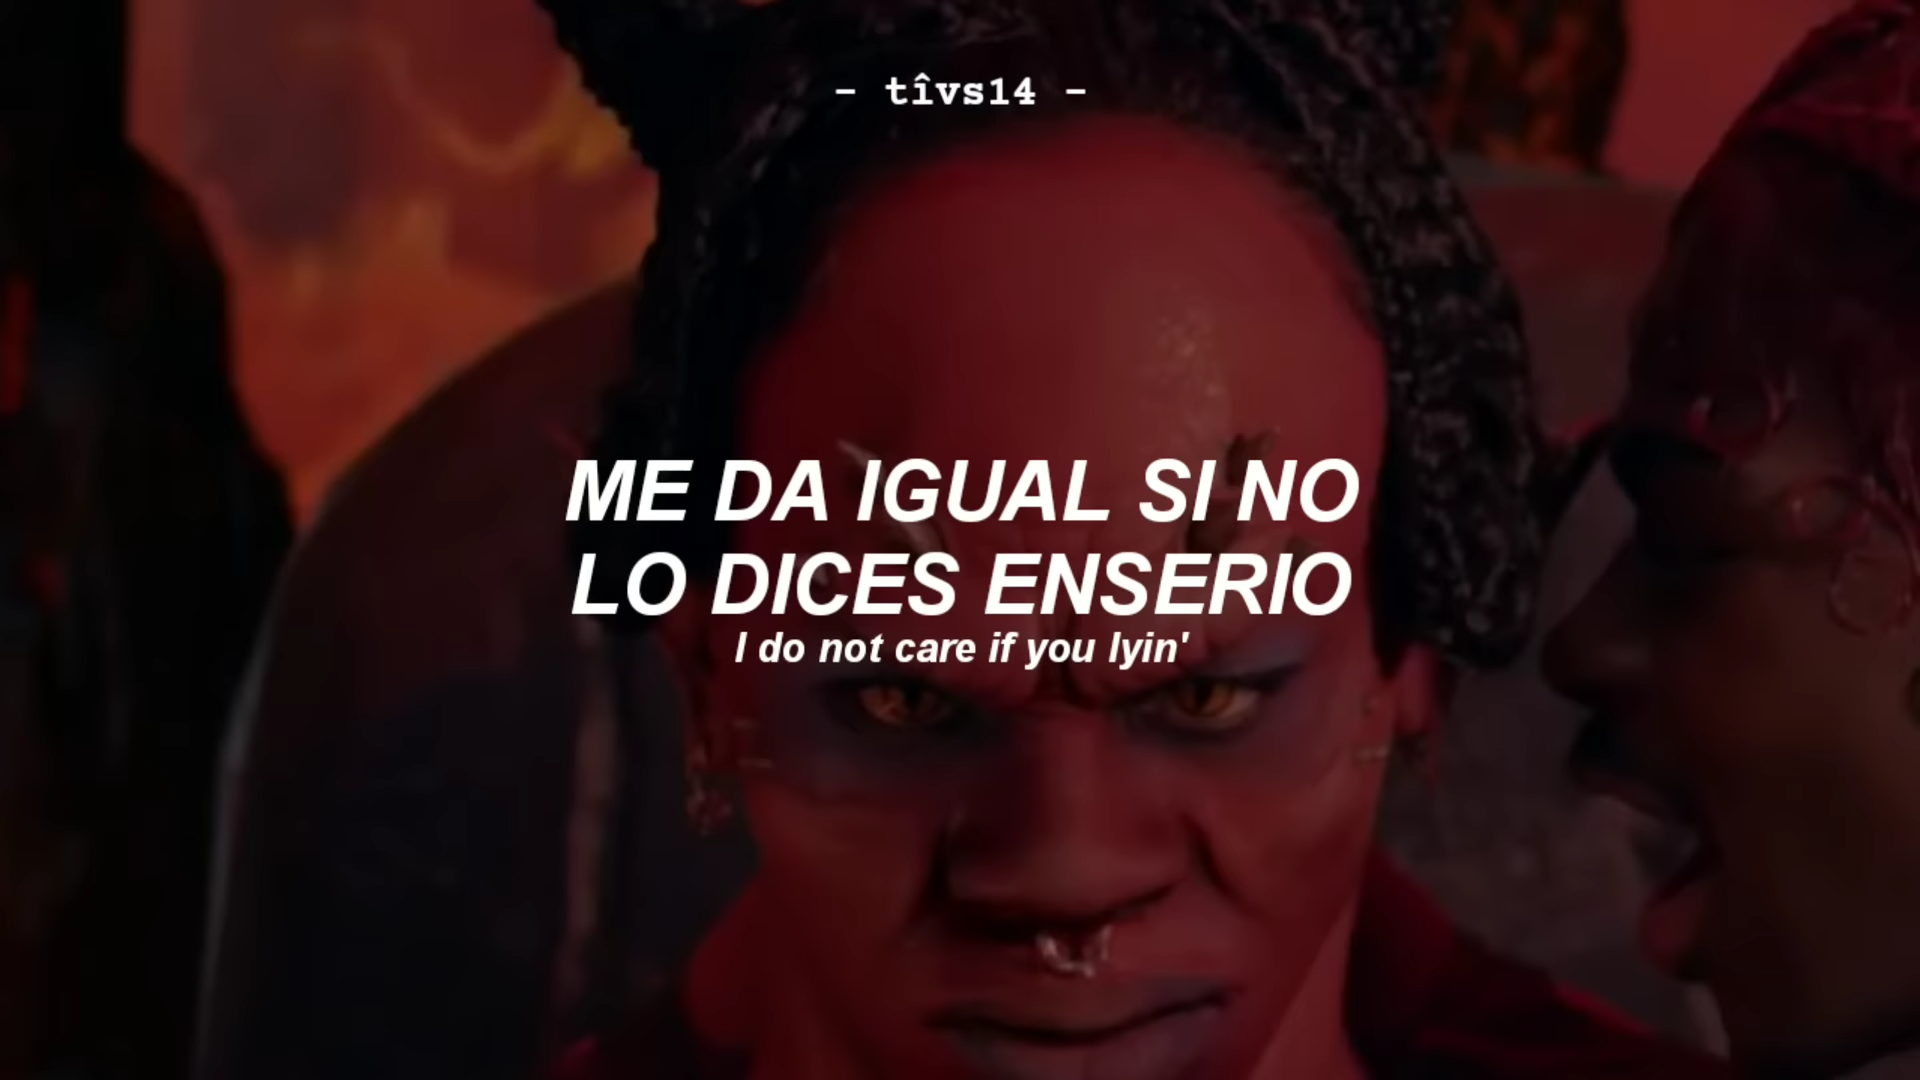 - tîvs14 -
ME DA IGUAL SI NO
LO DICES ENSERIO
I do not care if you lyin'